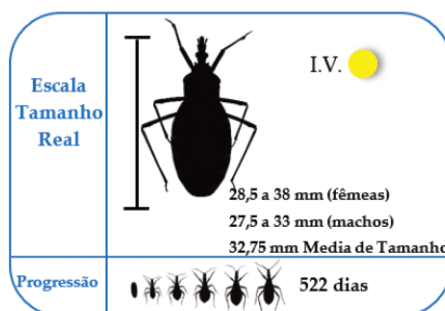 Escala
Tamanho
Real
I.V.
28,5 a 38 mm (fêmeas)
27,5 a 33 mm (machos)
32,75 mm Media de Tamanho
Progressão
522 dias